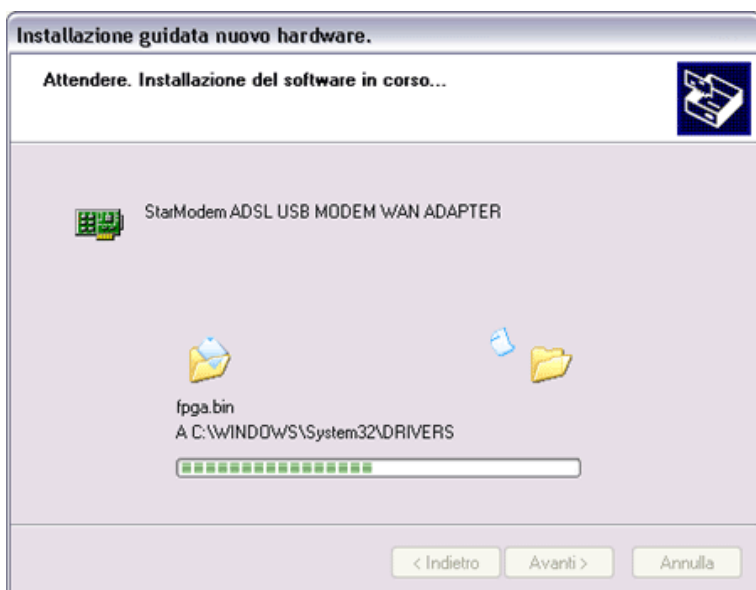 Installazione guidata nuovo hardware.
Attendere. Installazione del software in corso...
StarModem ADSL USB MODEM WAN ADAPTER
fpga.bin
A C:\WINDOWS\System32\DRIVERS
< Indietro
Avanti >
Annulla